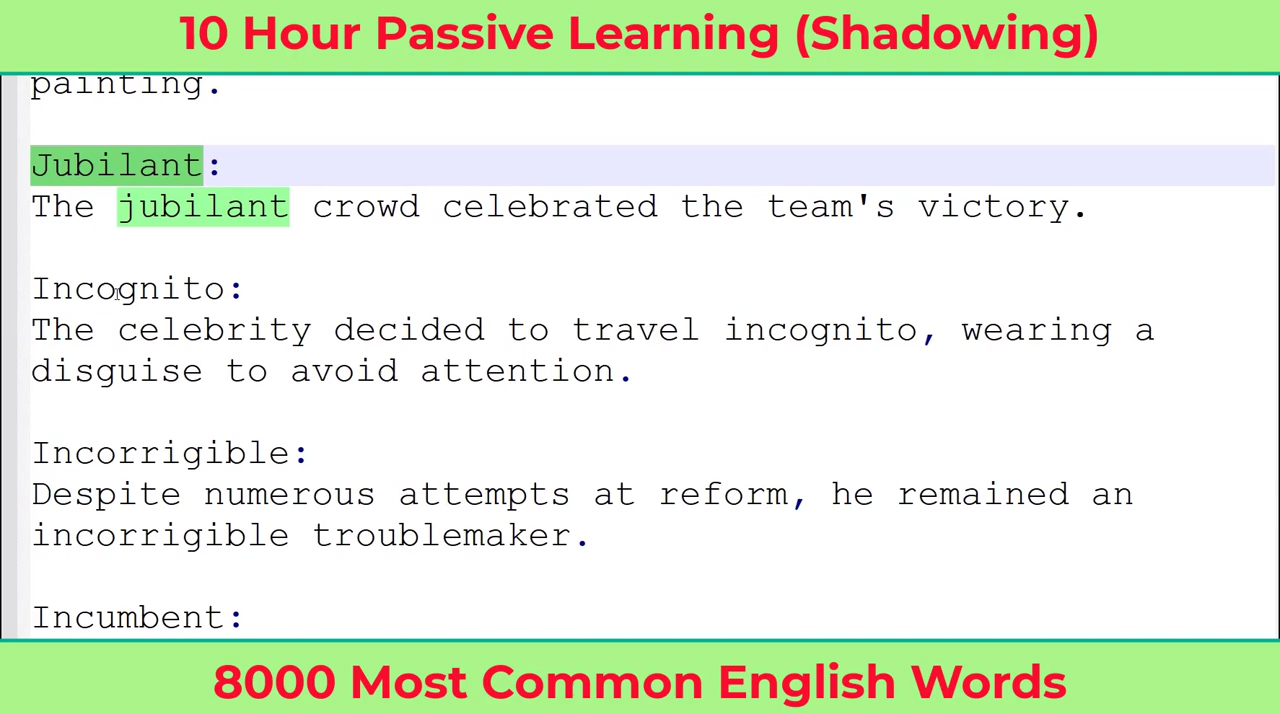 10 Hour Passive Learning (Shadowing)
painting.
Jubilant:
The jubilant crowd celebrated the team's victory.
Incognito:
The celebrity decided to travel incognito, wearing a
disguise to avoid attention.
Incorrigible:
Despite numerous attempts at reform, he remained an
incorrigible troublemaker.
Incumbent:
8000 Most Common English Words